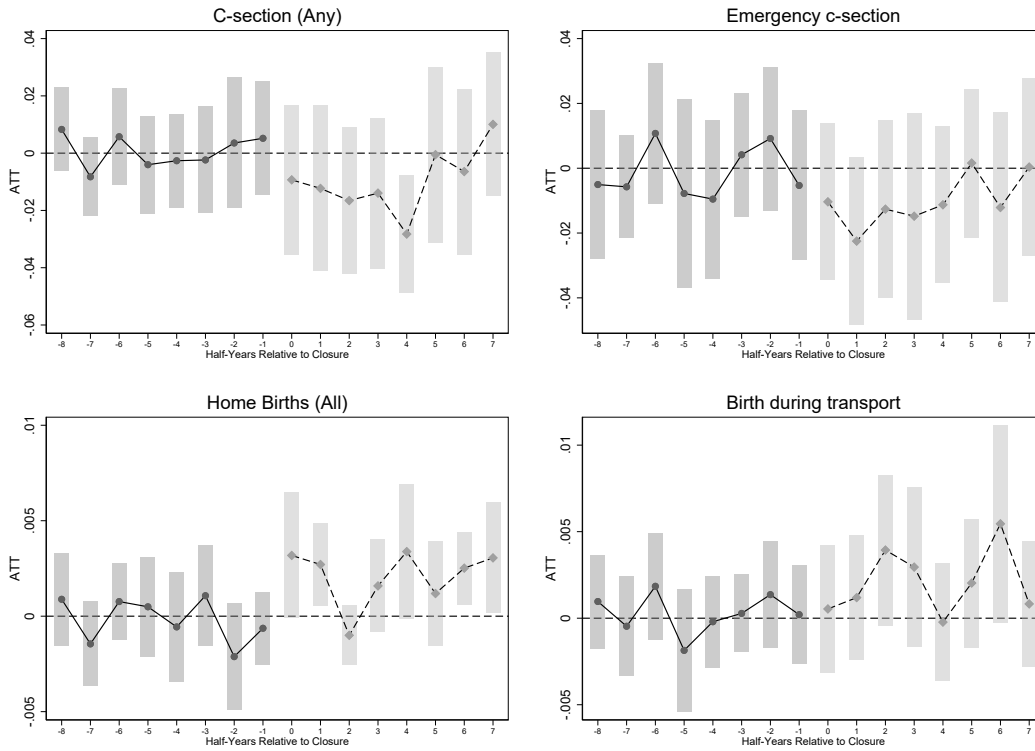 C-section (Any)
ATT
.04
.02
0
-.02
-.04
-.06
-8 -7 -6 -5 -4 -3 -2 -1 0 1 2 3 4 5 6 7
Half-Years Relative to Closure
Emergency c-section
ATT
.04
.02
0
-.02
-.04
-8 -7 -6 -5 -4 -3 -2 -1 0 1 2 3 4 5 6 7
Half-Years Relative to Closure
Home Births (All)
ATT
.01
.005
0
-.005
-8 -7 -6 -5 -4 -3 -2 -1 0 1 2 3 4 5 6 7
Half-Years Relative to Closure
Birth during transport
ATT
.01
.005
0
-.005
-8 -7 -6 -5 -4 -3 -2 -1 0 1 2 3 4 5 6 7
Half-Years Relative to Closure